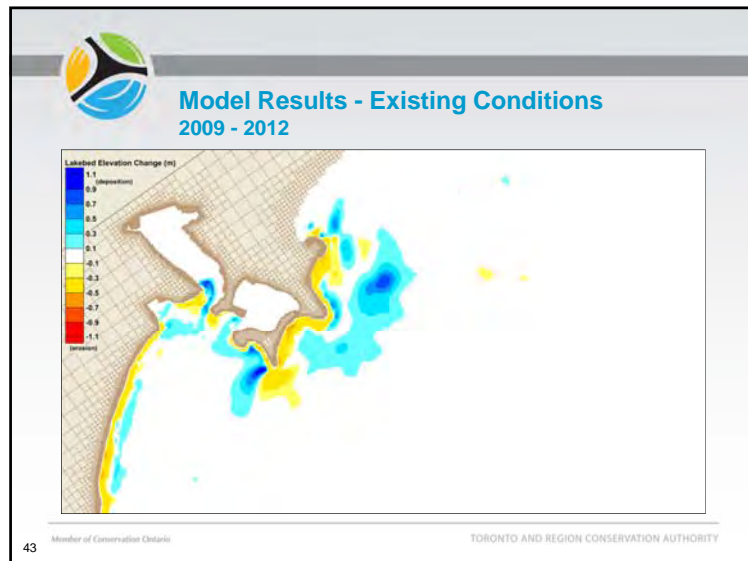 Model Results - Existing Conditions
2009 - 2012
Lakebed Elevation Change (m)
1.1
(deposition)
0.9
0.7
0.5
0.3
0.1
-0.1
-0.3
-0.5
-0.7
-0.9
-1.1
(erosion)
Member of Conservation Ontario
TORONTO AND REGION CONSERVATION AUTHORITY
43